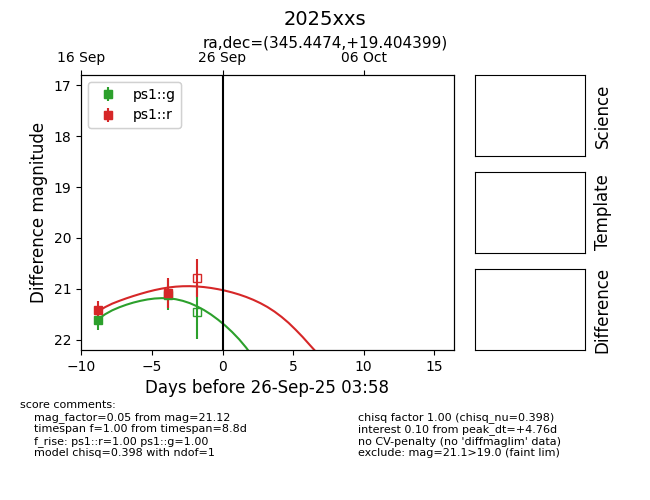 2025xxs
ra,dec=(345.4474,+19.404399)
16 Sep 26 Sep 06 Oct
ps1::g
ps1::r
17
18
19
20
21
22
Difference magnitude
−10 −5 0 5 10 15
Days before 26-Sep-25 03:58
Science
Template
Difference
score comments:
mag_factor=0.05 from mag=21.12
timespan f=1.00 from timespan=8.8d
f_rise: ps1::r=1.00 ps1::g=1.00
model chisq=0.398 with ndof=1
chisq factor 1.00 (chisq_nu=0.398)
interest 0.10 from peak_dt=+4.76d
no CV-penalty (no 'diffmaglim' data)
exclude: mag=21.1>19.0 (faint lim)